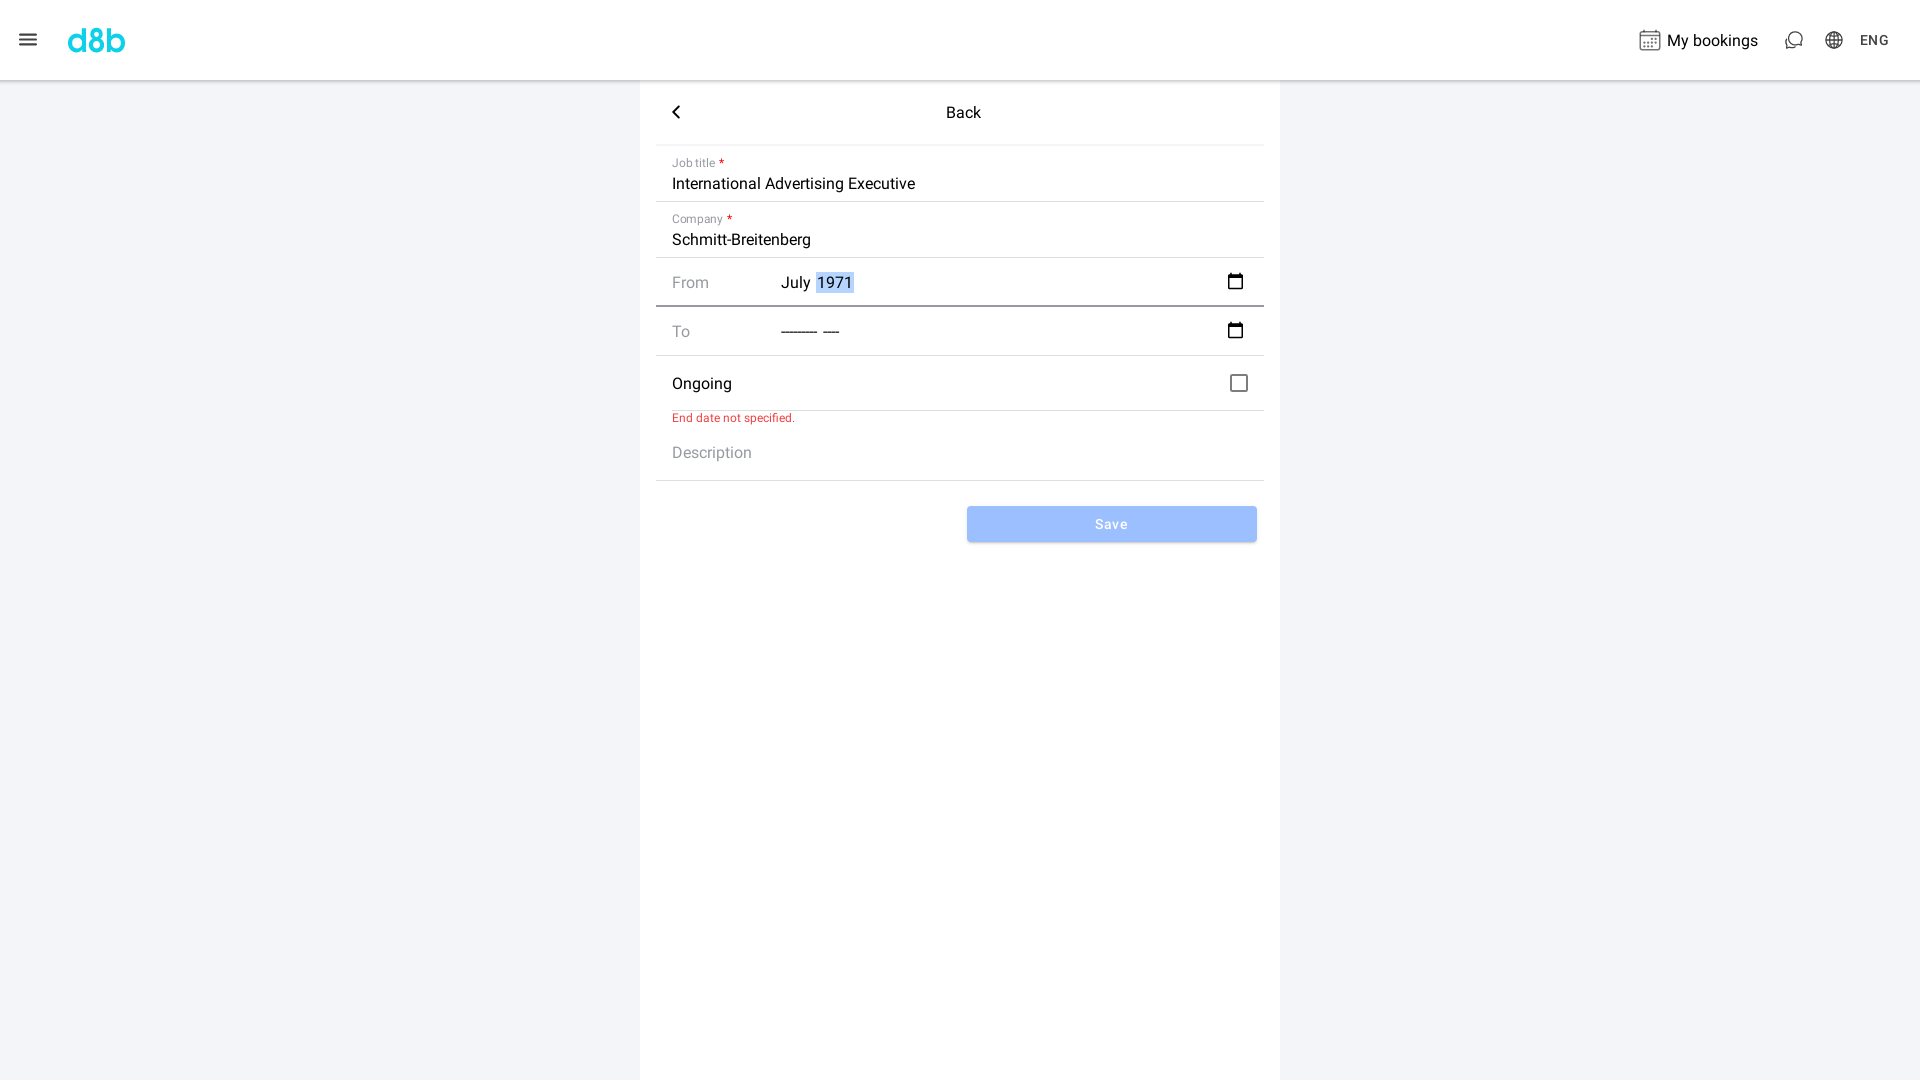 d8b
My bookings
ENG
Back
Job title *
International Advertising Executive
Company *
Schmitt-Breitenberg
From July 1971
To --------- ----
Ongoing
End date not specified.
Description
Save